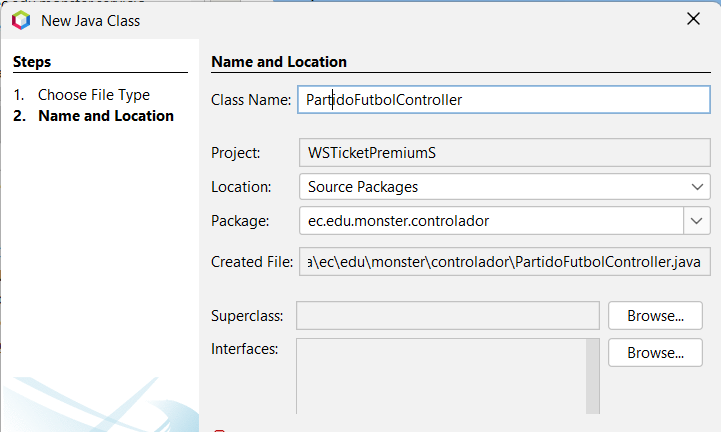 New Java Class
Steps
1. Choose File Type
2. Name and Location
Name and Location
Class Name: PartidoFutbolController
Project: WSTicketPremiumS
Location: Source Packages
Package: ec.edu.monster.controlador
Created File: a\ec\edu\monster\controlador\PartidoFutbolController.java
Superclass: Browse...
Interfaces: Browse...